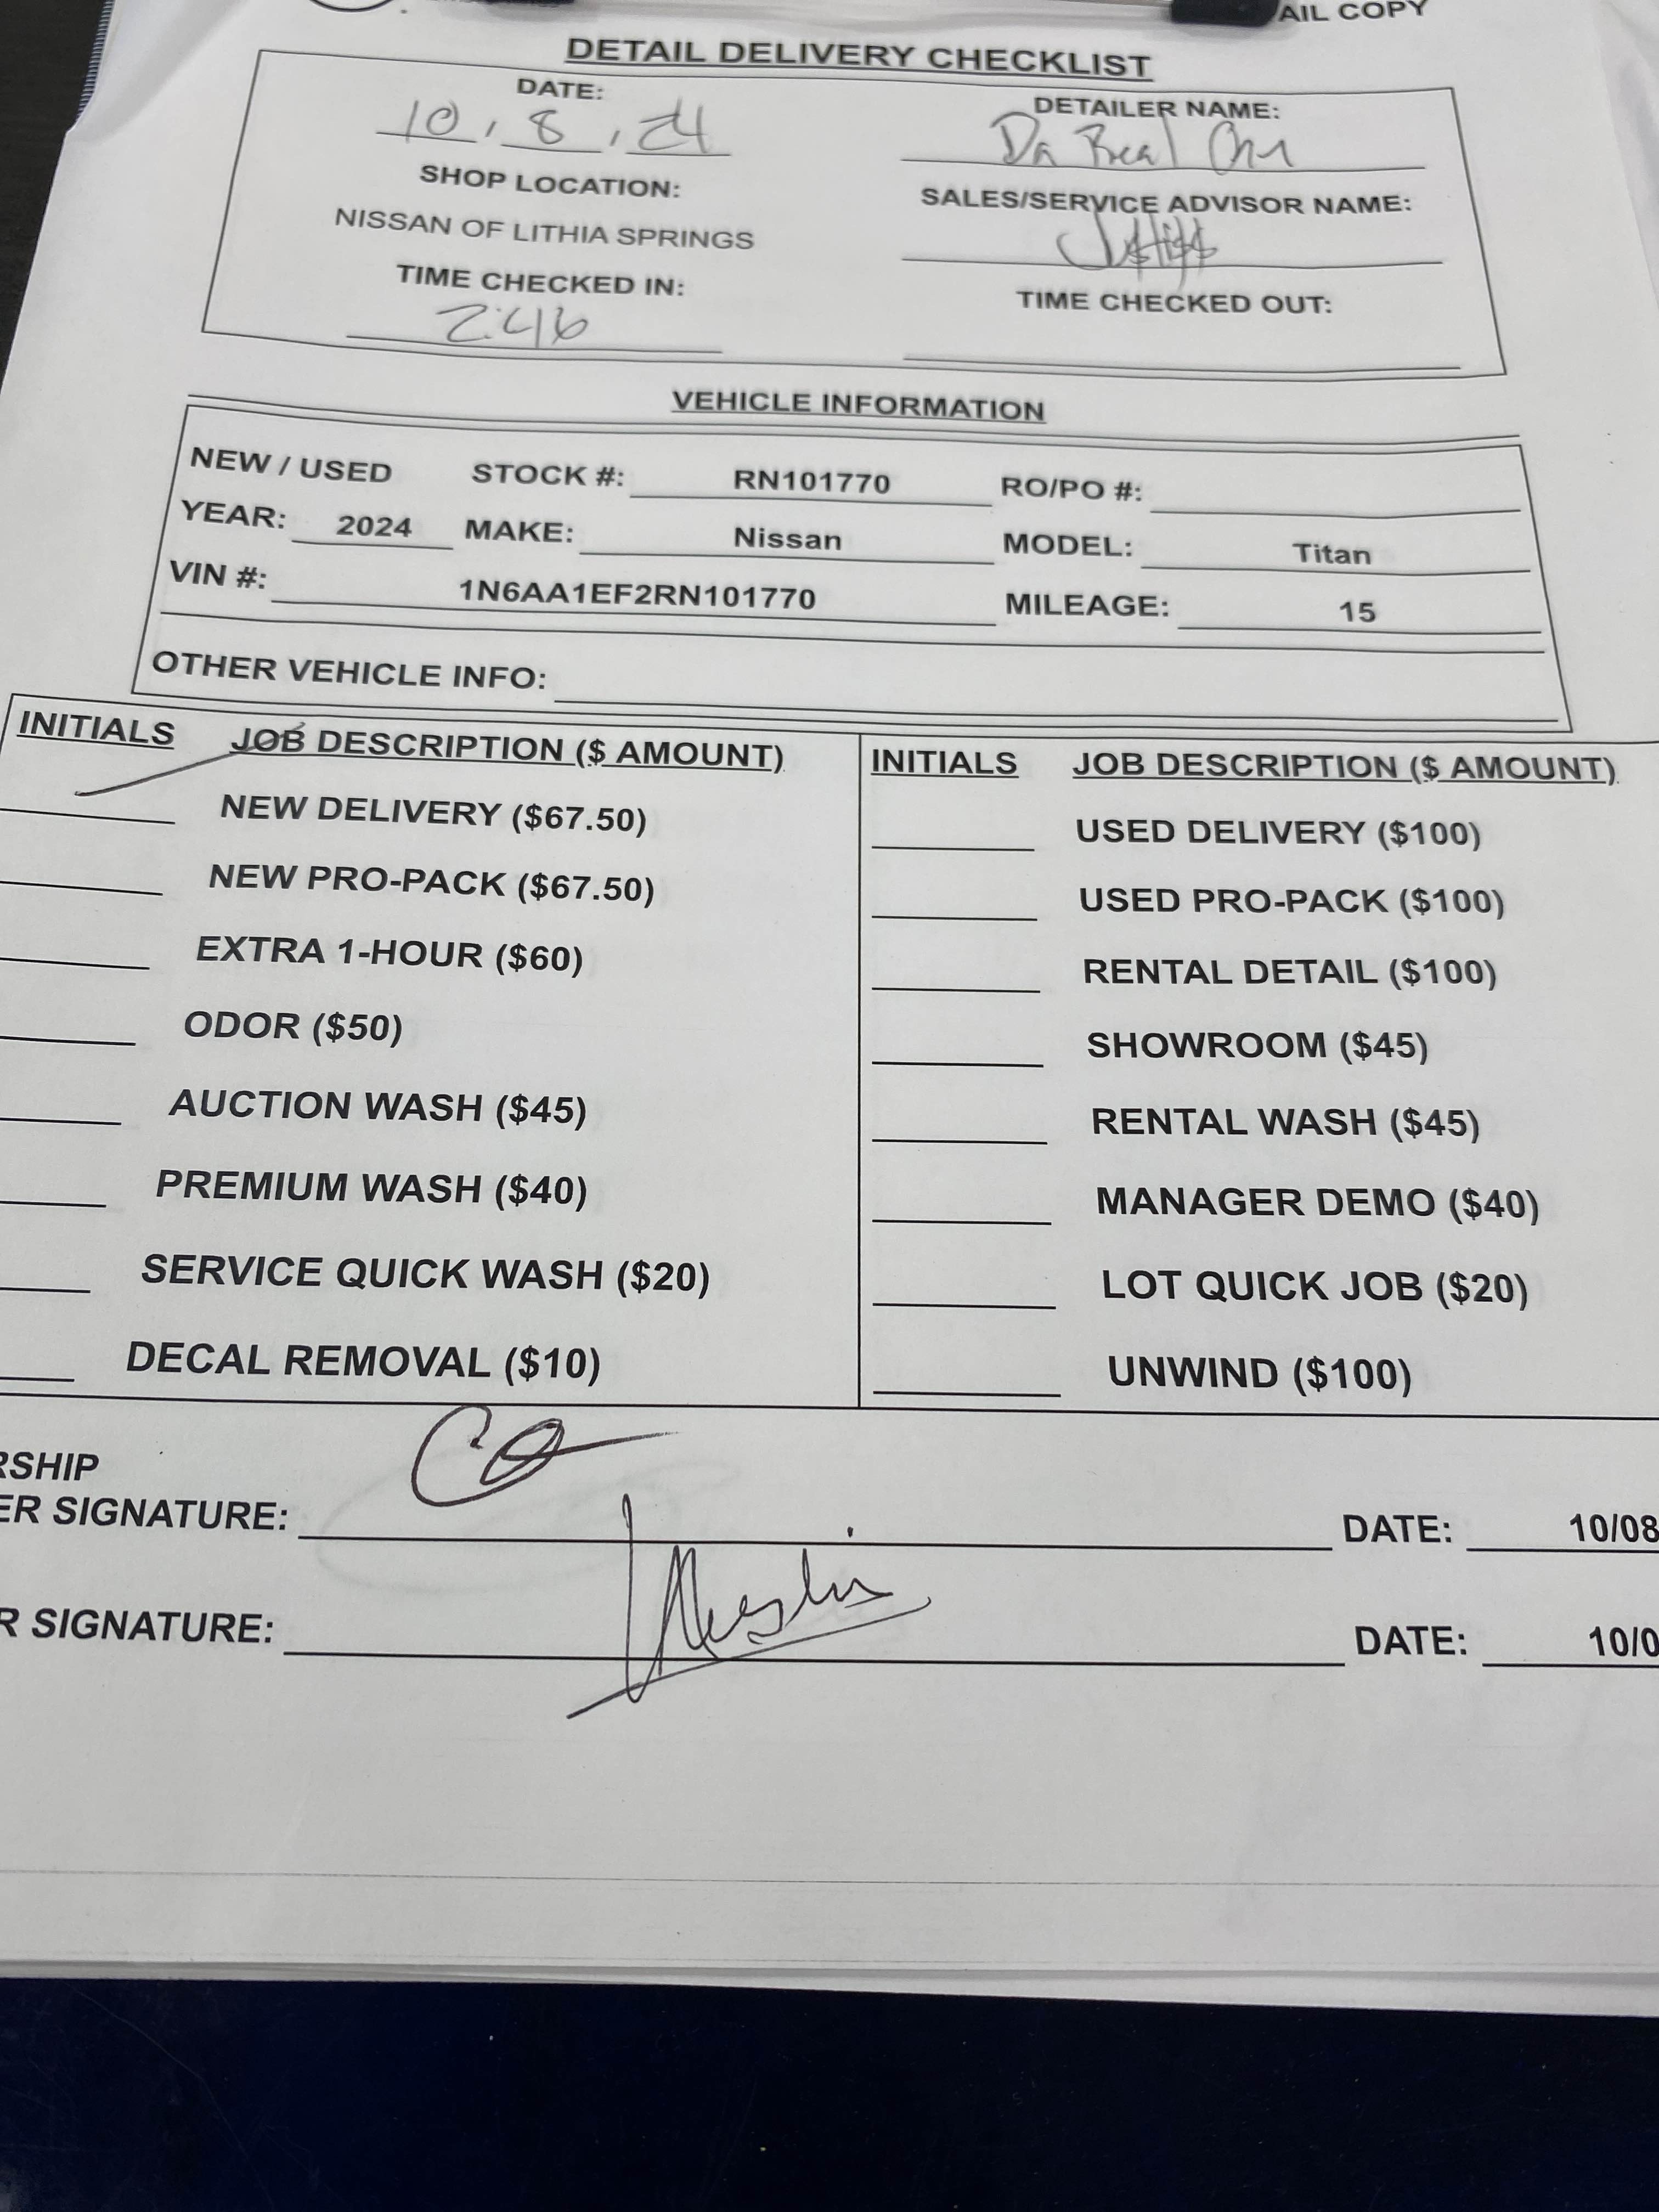 AIL COPY
DETAIL DELIVERY CHECKLIST
DATE: DETAILER NAME:
10, 8, 24 Da Real
SHOP LOCATION: SALES/SERVICE ADVISOR NAME:
NISSAN OF LITHIA SPRINGS
TIME CHECKED IN: TIME CHECKED OUT:
2:46
VEHICLE INFORMATION
NEW / USED STOCK #: RN101770 RO/PO #:
YEAR: 2024 MAKE: Nissan MODEL: Titan
VIN #: 1N6AA1EF2RN101770 MILEAGE: 15
OTHER VEHICLE INFO:
INITIALS JOB DESCRIPTION ($ AMOUNT)
NEW DELIVERY ($67.50)
NEW PRO-PACK ($67.50)
EXTRA 1-HOUR ($60)
ODOR ($50)
AUCTION WASH ($45)
PREMIUM WASH ($40)
SERVICE QUICK WASH ($20)
DECAL REMOVAL ($10)
INITIALS JOB DESCRIPTION ($ AMOUNT)
USED DELIVERY ($100)
USED PRO-PACK ($100)
RENTAL DETAIL ($100)
SHOWROOM ($45)
RENTAL WASH ($45)
MANAGER DEMO ($40)
LOT QUICK JOB ($20)
UNWIND ($100)
RSHIP
ER SIGNATURE: DATE: 10/08
R SIGNATURE: DATE: 10/0